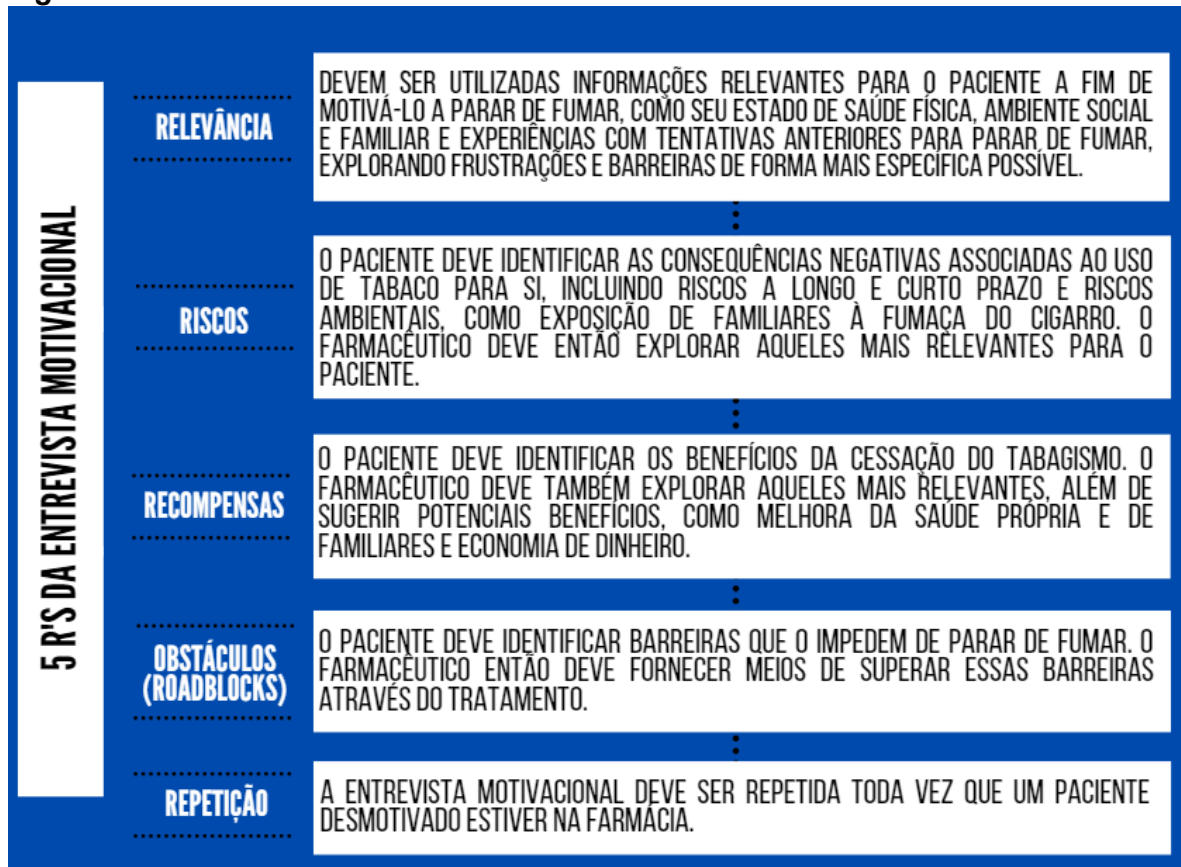 5 R'S DA ENTREVISTA MOTIVACIONAL
RELEVÂNCIA
DEVEM SER UTILIZADAS INFORMAÇÕES RELEVANTES PARA O PACIENTE A FIM DE
MOTIVÁ-LO A PARAR DE FUMAR, COMO SEU ESTADO DE SAÚDE FÍSICA, AMBIENTE SOCIAL
E FAMILIAR E EXPERIÊNCIAS COM TENTATIVAS ANTERIORES PARA PARAR DE FUMAR,
EXPLORANDO FRUSTRAÇÕES E BARREIRAS DE FORMA MAIS ESPECÍFICA POSSÍVEL.
RISCOS
O PACIENTE DEVE IDENTIFICAR AS CONSEQUÊNCIAS NEGATIVAS ASSOCIADAS AO USO
DE TABACO PARA SI, INCLUINDO RISCOS A LONGO E CURTO PRAZO E RISCOS
AMBIENTAIS, COMO EXPOSIÇÃO DE FAMILIARES À FUMAÇA DO CIGARRO. O
FARMACÊUTICO DEVE ENTÃO EXPLORAR AQUELES MAIS RELEVANTES PARA O
PACIENTE.
RECOMPENSAS
O PACIENTE DEVE IDENTIFICAR OS BENEFÍCIOS DA CESSAÇÃO DO TABAGISMO. O
FARMACÊUTICO DEVE TAMBÉM EXPLORAR AQUELES MAIS RELEVANTES, ALÉM DE
SUGERIR POTENCIAIS BENEFÍCIOS, COMO MELHORA DA SAÚDE PRÓPRIA E DE
FAMILIARES E ECONOMIA DE DINHEIRO.
OBSTÁCULOS
(ROADBLOCKS)
O PACIENTE DEVE IDENTIFICAR BARREIRAS QUE O IMPEDEM DE PARAR DE FUMAR. O
FARMACÊUTICO ENTÃO DEVE FORNECER MEIOS DE SUPERAR ESSAS BARREIRAS
ATRAVÉS DO TRATAMENTO.
REPETIÇÃO
A ENTREVISTA MOTIVACIONAL DEVE SER REPETIDA TODA VEZ QUE UM PACIENTE
DESMOTIVADO ESTIVER NA FARMÁCIA.